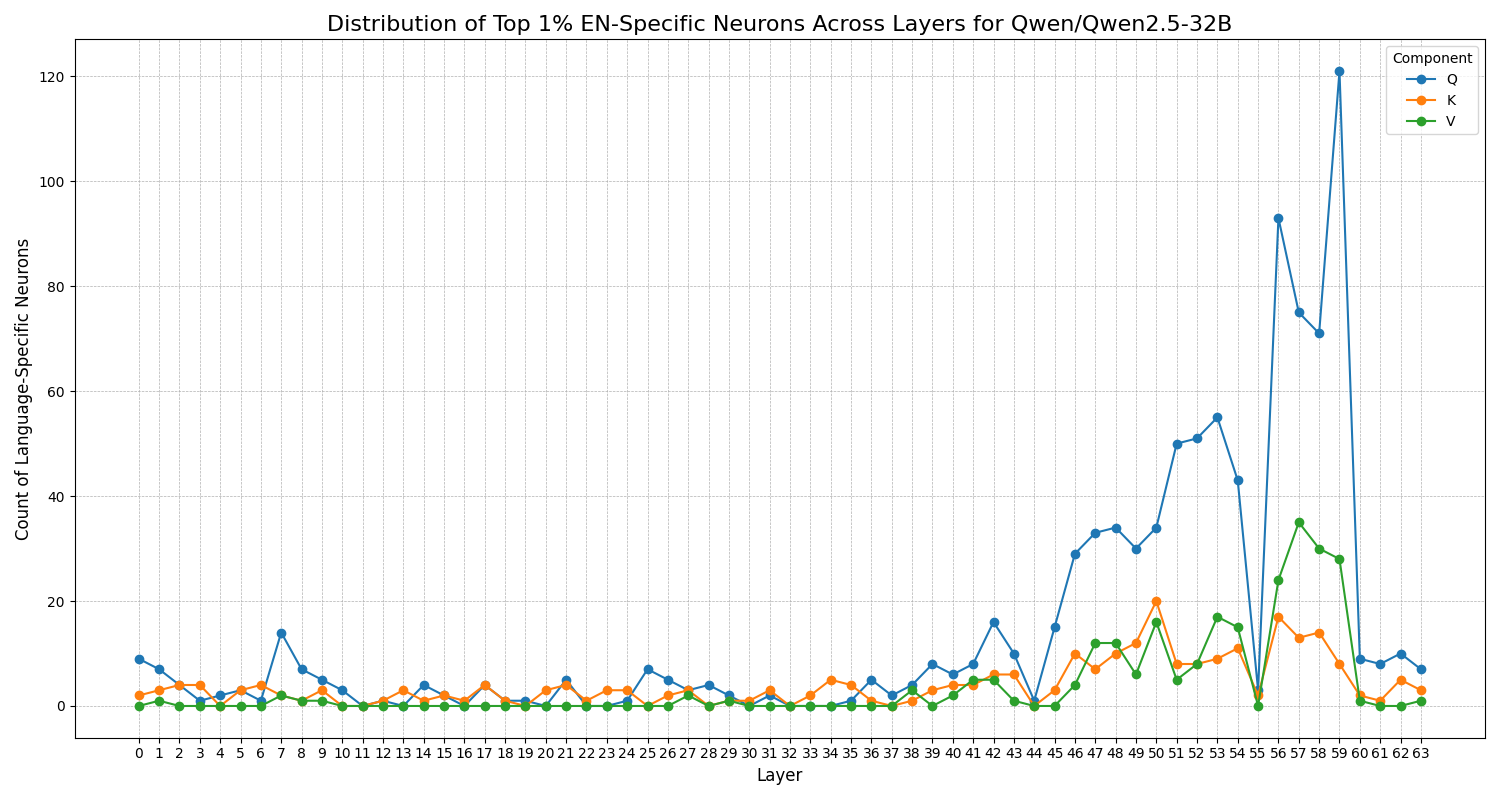 Distribution of Top 1% EN-Specific Neurons Across Layers for Qwen/Qwen2.5-32B
Component
Q
K
V
Count of Language-Specific Neurons
120
100
80
60
40
20
0
0 1 2 3 4 5 6 7 8 9 10 11 12 13 14 15 16 17 18 19 20 21 22 23 24 25 26 27 28 29 30 31 32 33 34 35 36 37 38 39 40 41 42 43 44 45 46 47 48 49 50 51 52 53 54 55 56 57 58 59 60 61 62 63
Layer